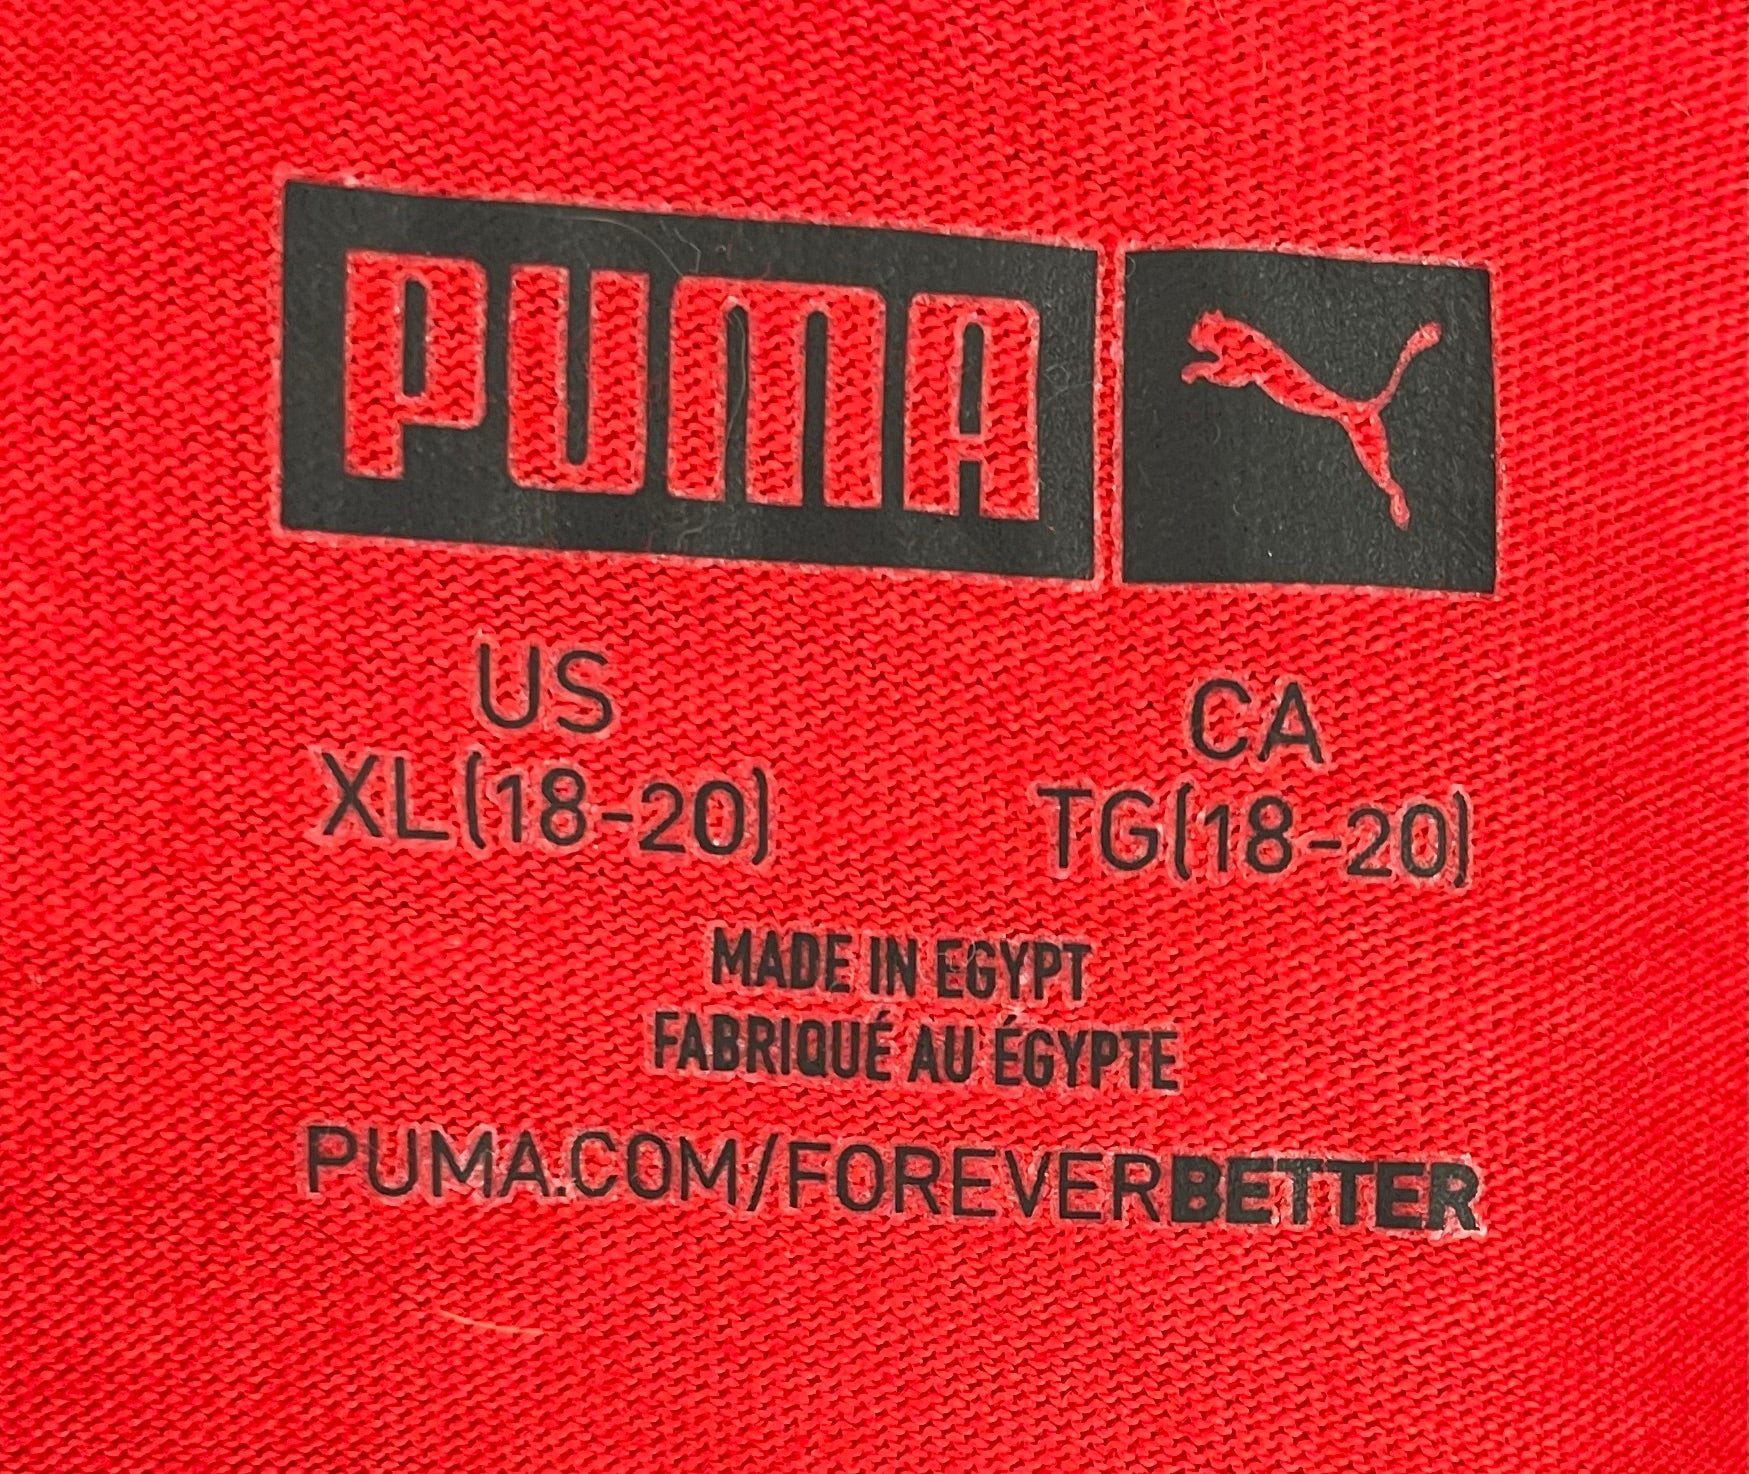 PUMA
US
XL(18-20)
CA
TG(18-20)
MADE IN EGYPT
FABRIQUÉ AU ÉGYPTE
PUMA.COM/FOREVERBETTER